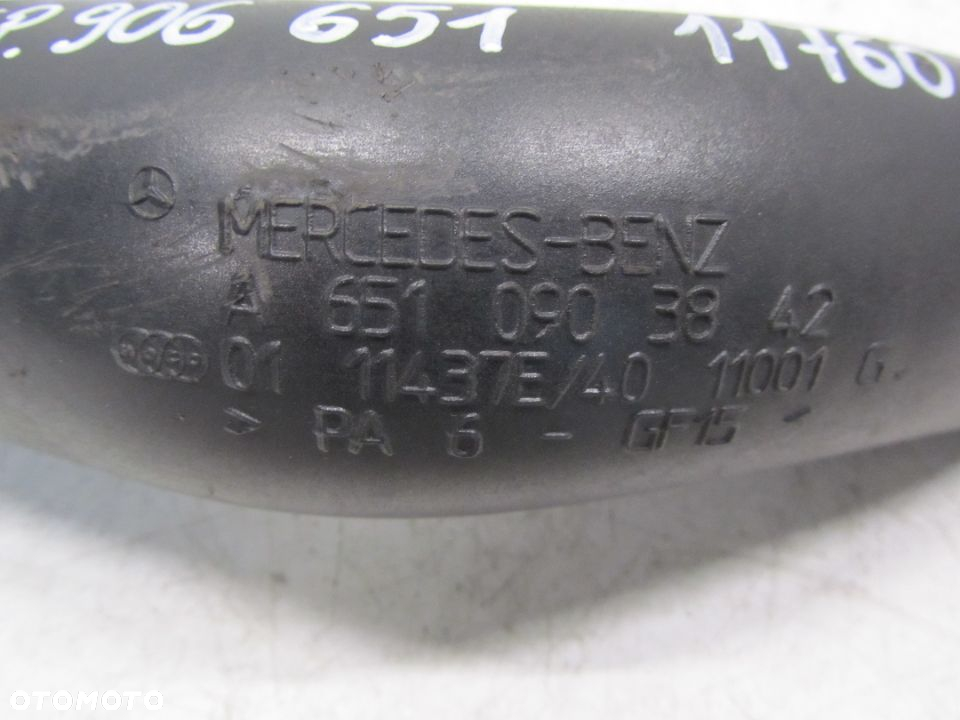 P. 906 651 11760
MERCEDES-BENZ
A 651 090 38 42
01 11437E/40 11001 G
> PA 6 - GF15
OTOMOTO